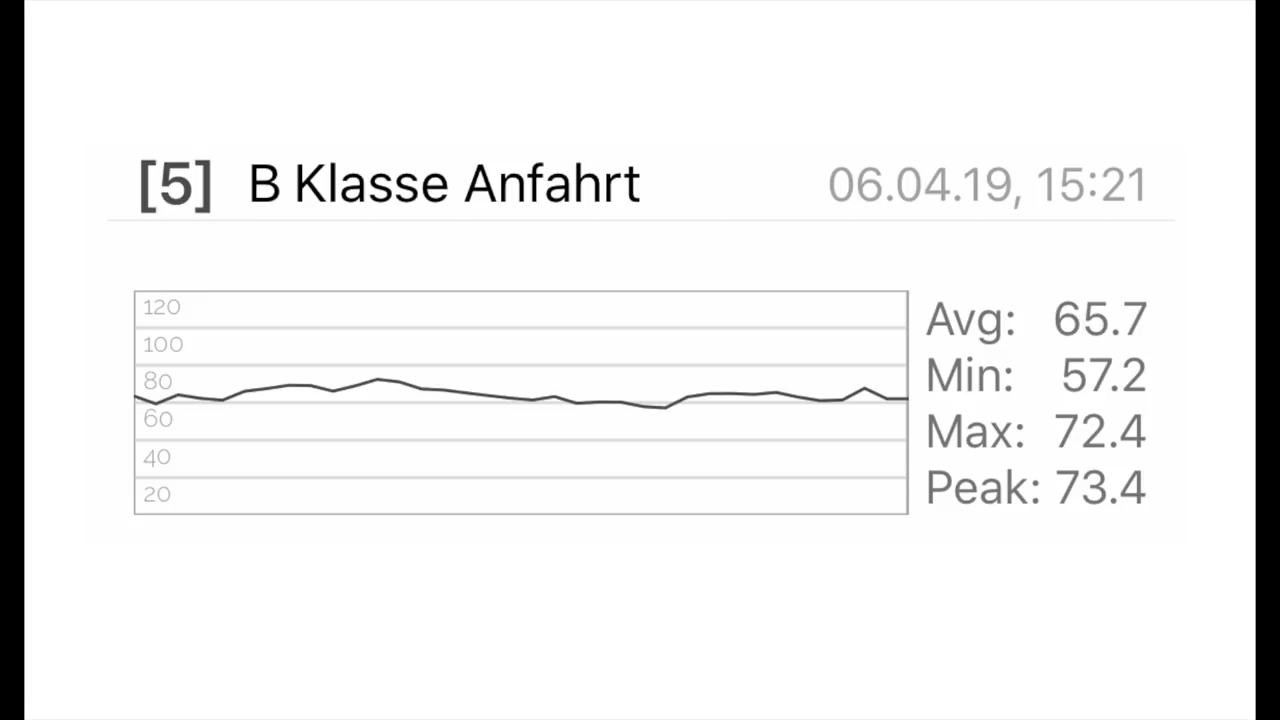 [5] B Klasse Anfahrt 06.04.19, 15:21
120
100
80
60
40
20
Avg: 65.7
Min: 57.2
Max: 72.4
Peak: 73.4